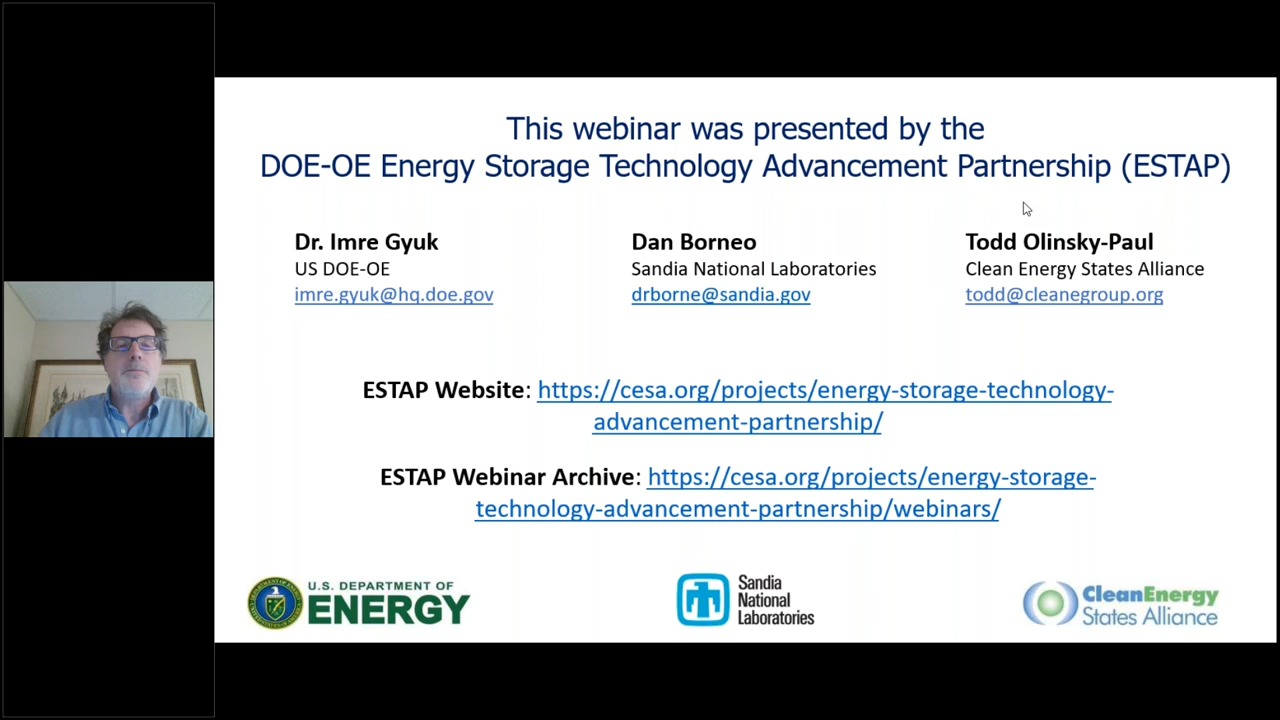 This webinar was presented by the
DOE-OE Energy Storage Technology Advancement Partnership (ESTAP)
Dr. Imre Gyuk
US DOE-OE
imre.gyuk@hq.doe.gov
Dan Borneo
Sandia National Laboratories
drborne@sandia.gov
Todd Olinsky-Paul
Clean Energy States Alliance
todd@cleanegroup.org
ESTAP Website: https://cesa.org/projects/energy-storage-technology-
advancement-partnership/
ESTAP Webinar Archive: https://cesa.org/projects/energy-storage-
technology-advancement-partnership/webinars/
U.S. DEPARTMENT OF
ENERGY
Sandia
National
Laboratories
CleanEnergy
States Alliance